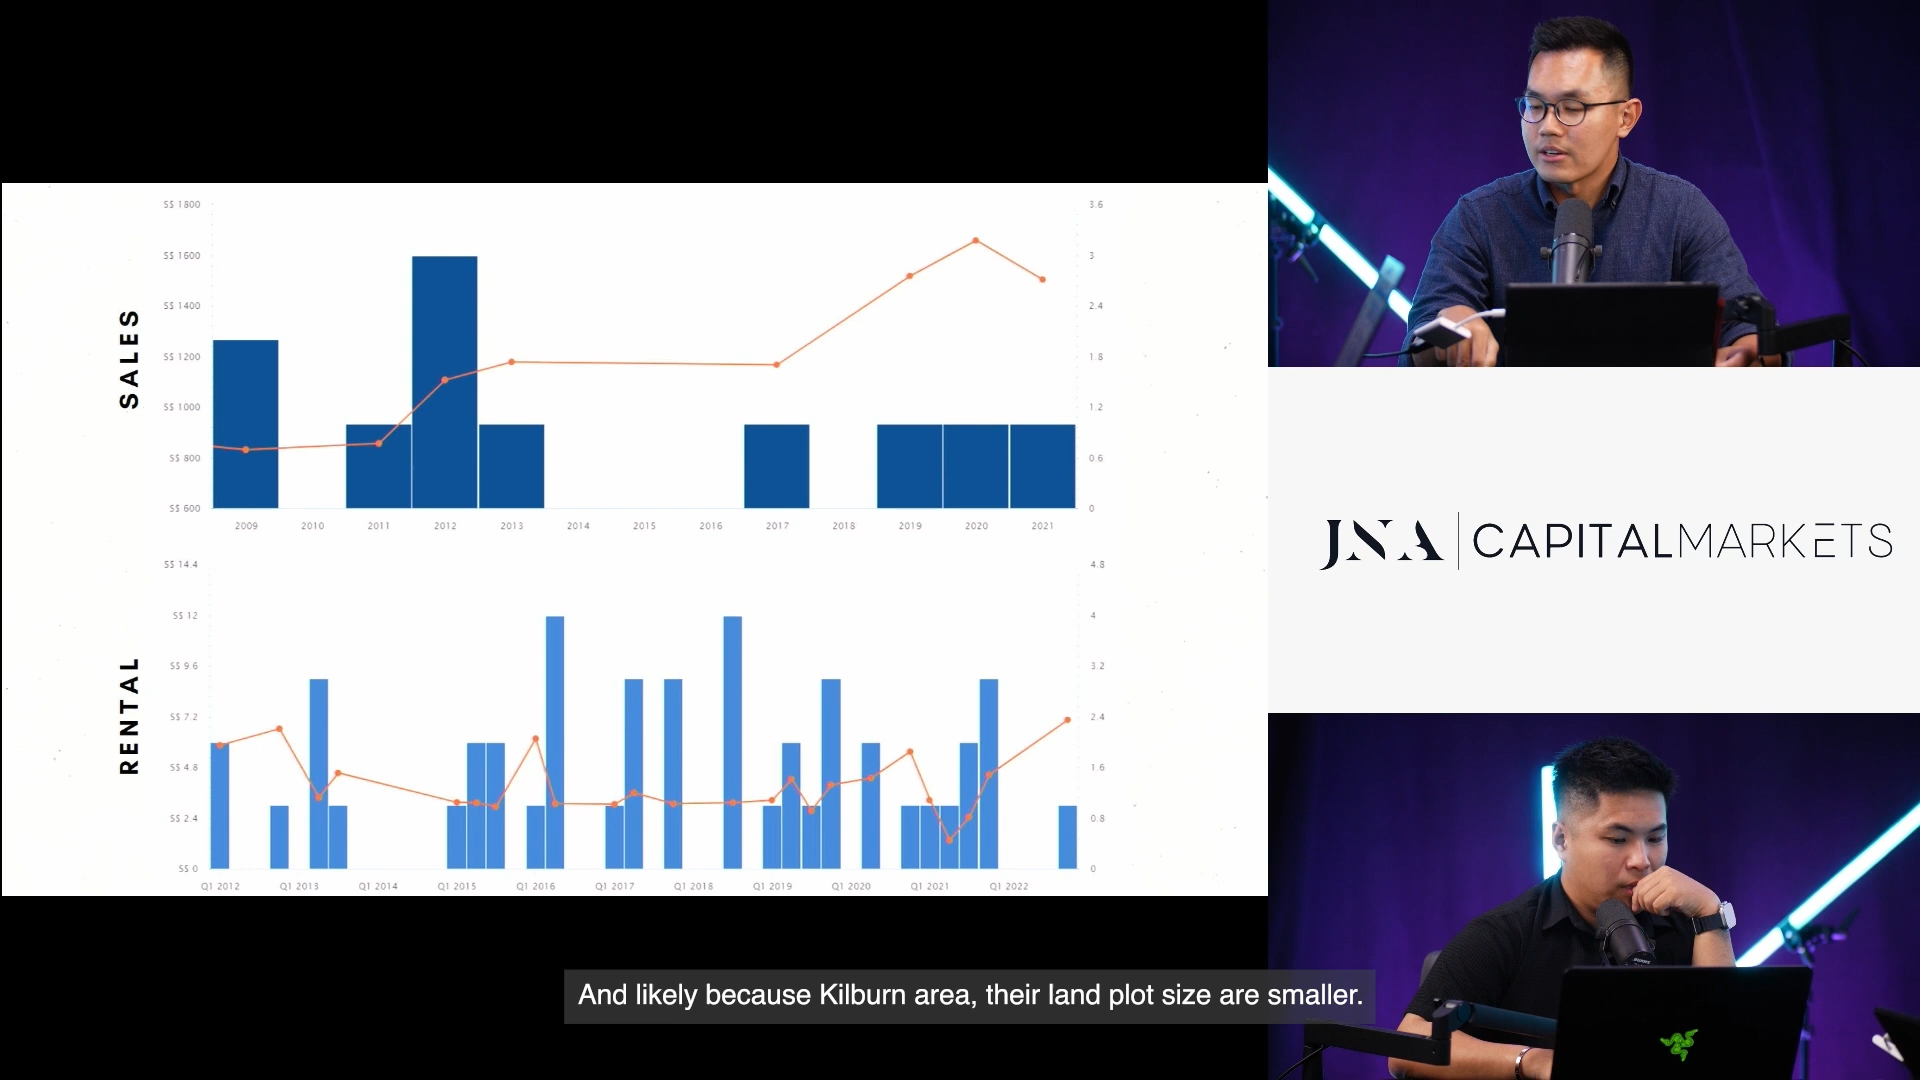 SALES
S$ 1800
S$ 1600
S$ 1400
S$ 1200
S$ 1000
S$ 800
S$ 600
3.6
3
2.4
1.8
1.2
0.6
0
2009 2010 2011 2012 2013 2014 2015 2016 2017 2018 2019 2020 2021
RENTAL
S$ 14.4
S$ 12
S$ 9.6
S$ 7.2
S$ 4.8
S$ 2.4
S$ 0
4.8
4
3.2
2.4
1.6
0.8
0
Q1 2012 Q1 2013 Q1 2014 Q1 2015 Q1 2016 Q1 2017 Q1 2018 Q1 2019 Q1 2020 Q1 2021 Q1 2022
JNA | CAPITALMARKETS
And likely because Kilburn area, their land plot size are smaller.